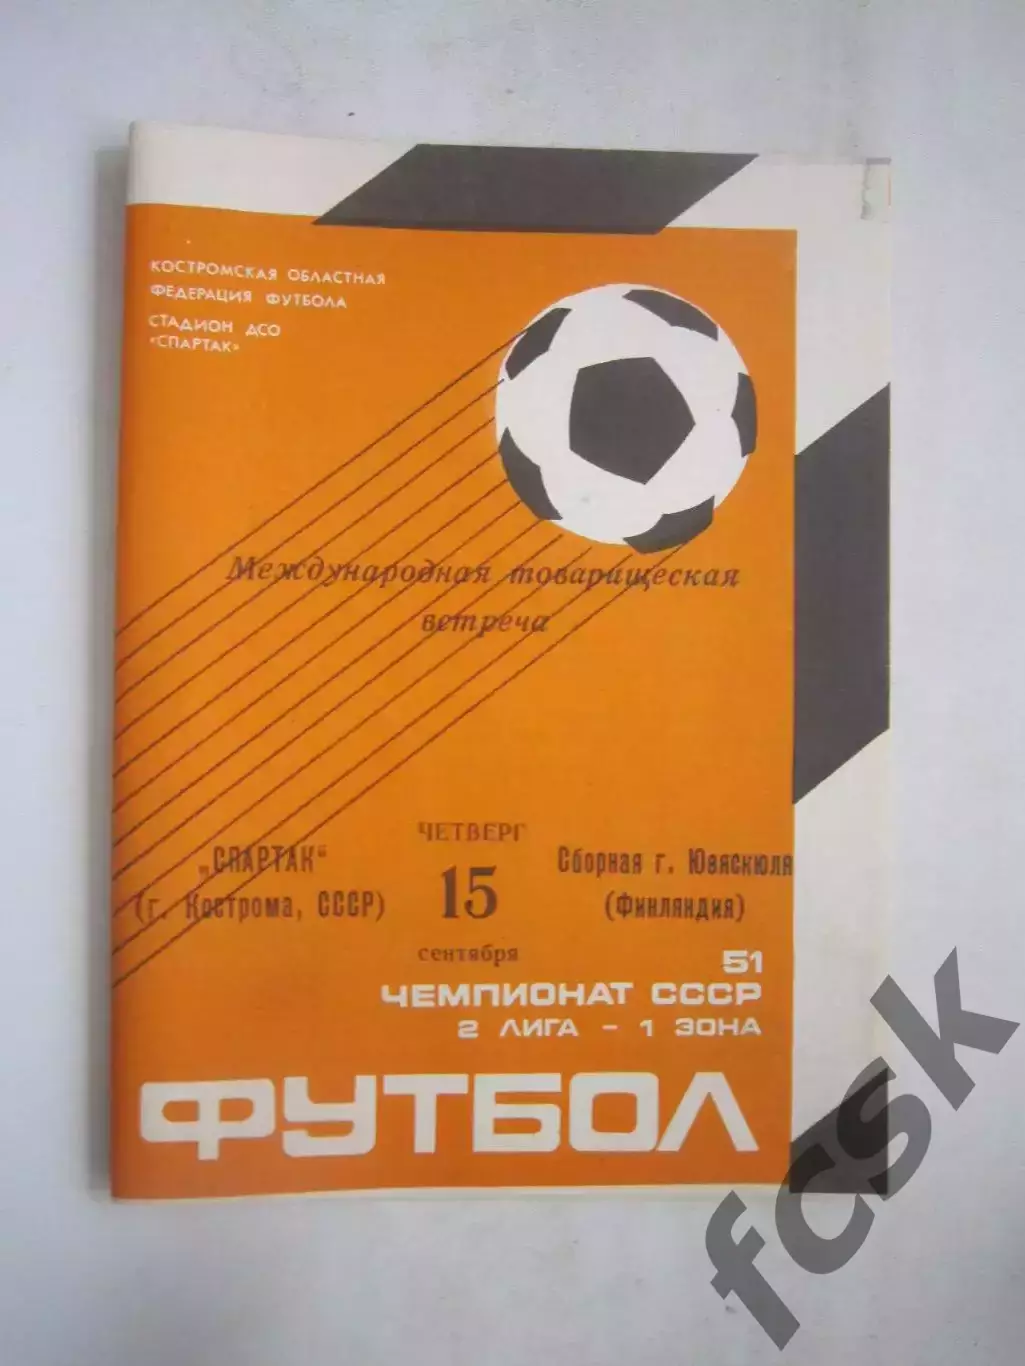 КОСТРОМСКАЯ ОБЛАСТНАЯ
ФЕДЕРАЦИЯ ФУТБОЛА
СТАДИОН ДСО
«СПАРТАК»
Международная товарищеская
встреча
„СПАРТАК“
(г. Кострома, СССР)
ЧЕТВЕРГ
15
сентября
Сборная г. Ювяскюля
(Финляндия)
51
ЧЕМПИОНАТ СССР
2 ЛИГА - 1 ЗОНА
ФУТБОЛ
fcsk